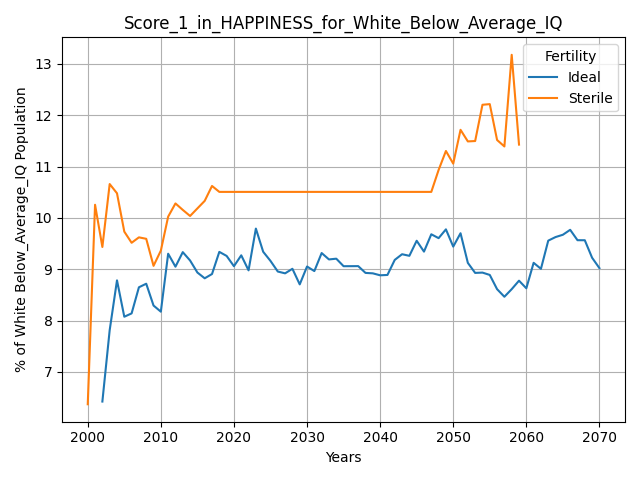 Score_1_in_HAPPINESS_for_White_Below_Average_IQ
% of White Below_Average_IQ Population
13
12
11
10
9
8
7
Fertility
Ideal
Sterile
2000 2010 2020 2030 2040 2050 2060 2070
Years